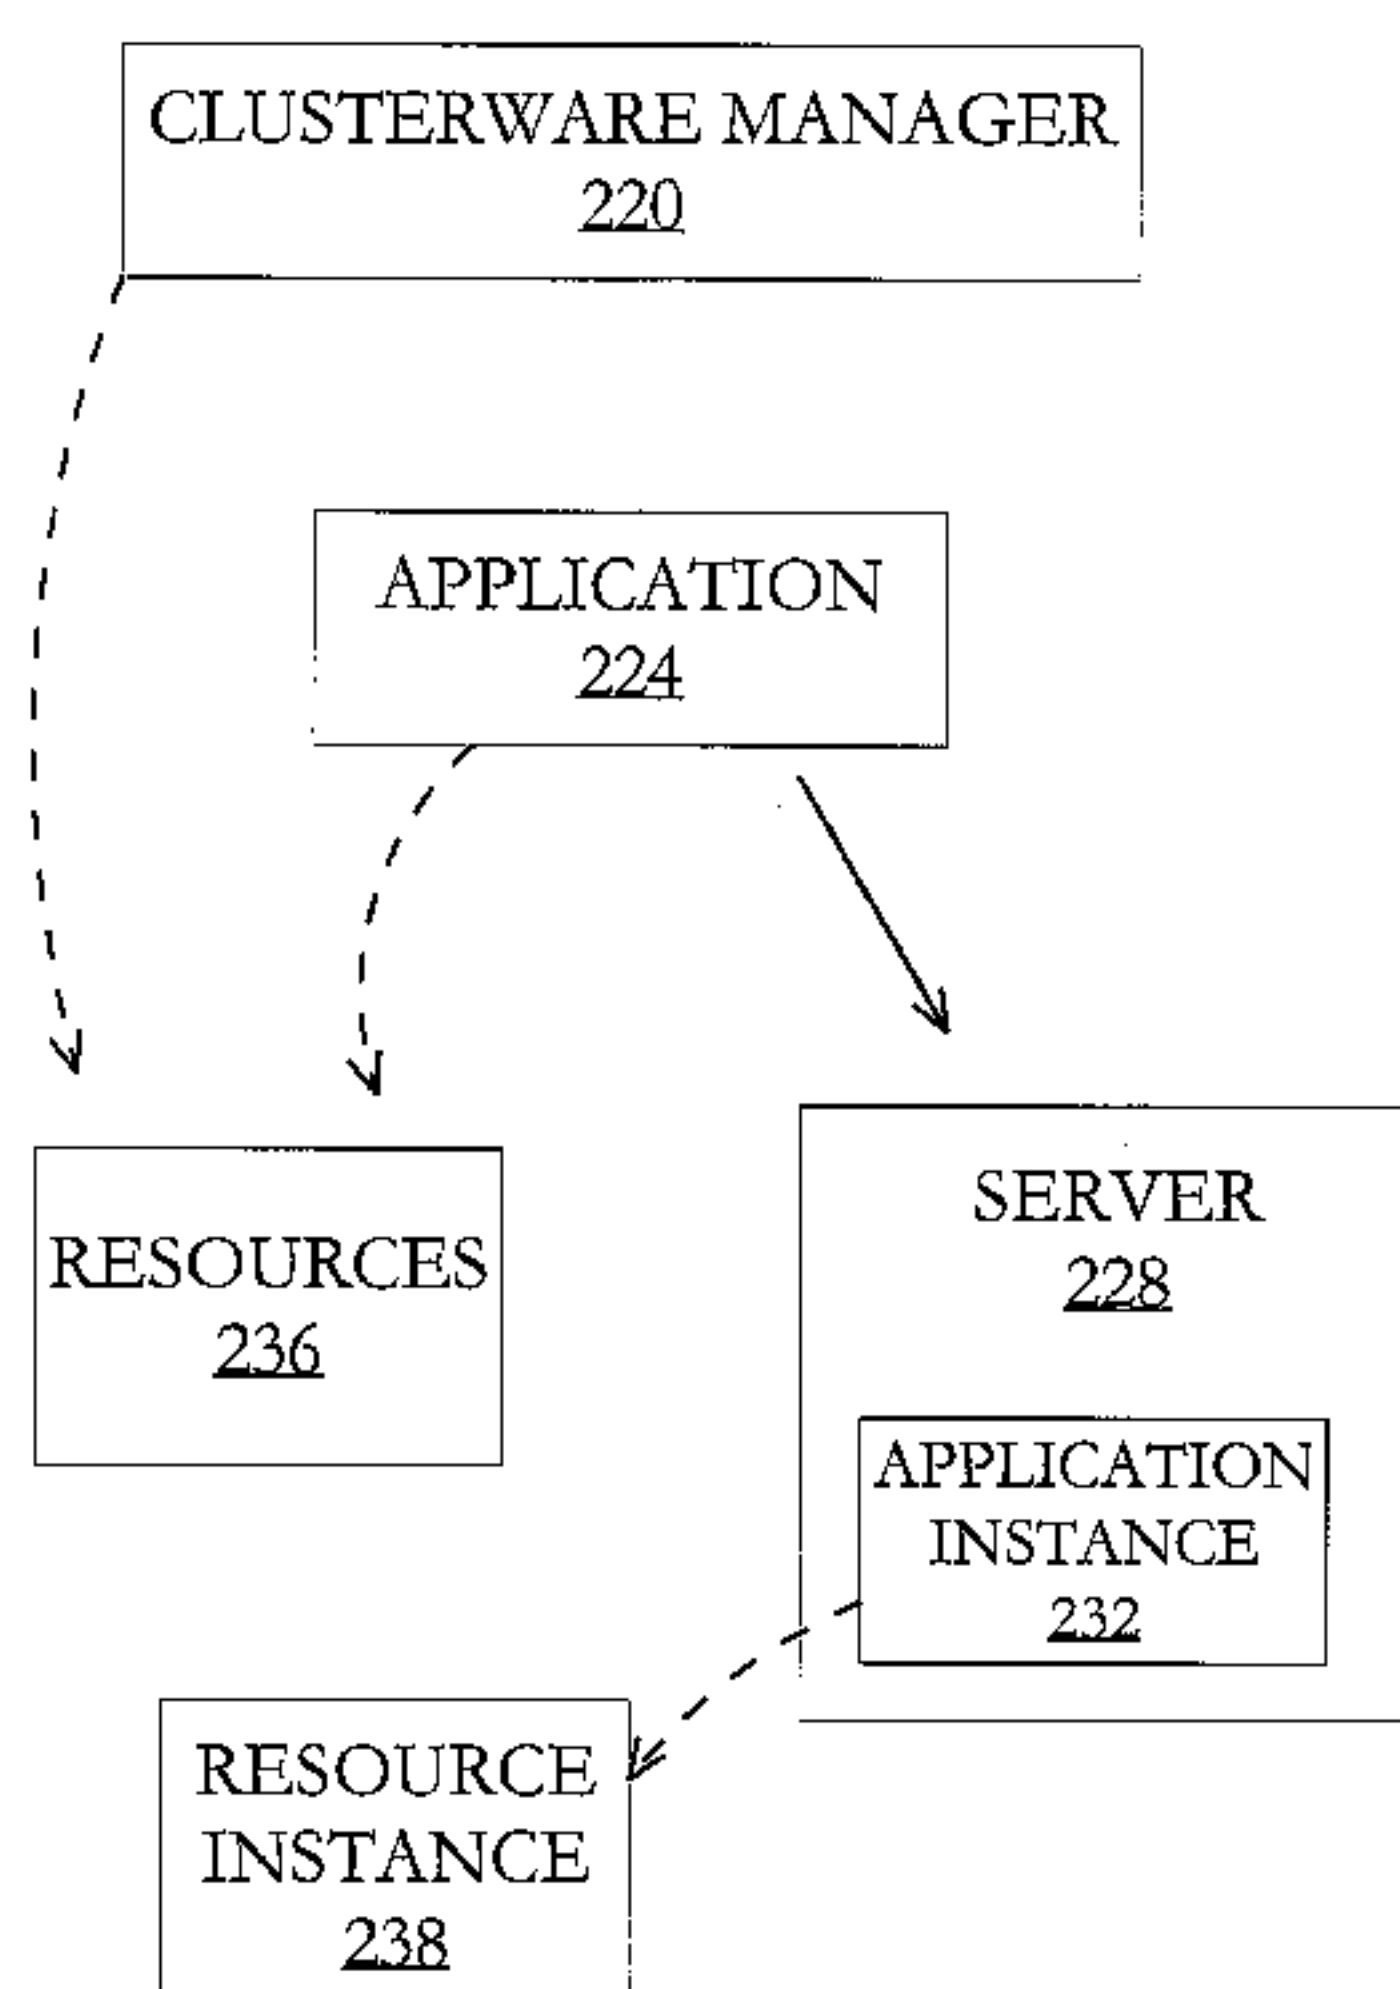 CLUSTERWARE MANAGER
220
APPLICATION
224
RESOURCES
236
SERVER
228
APPLICATION
INSTANCE
232
RESOURCE
INSTANCE
238